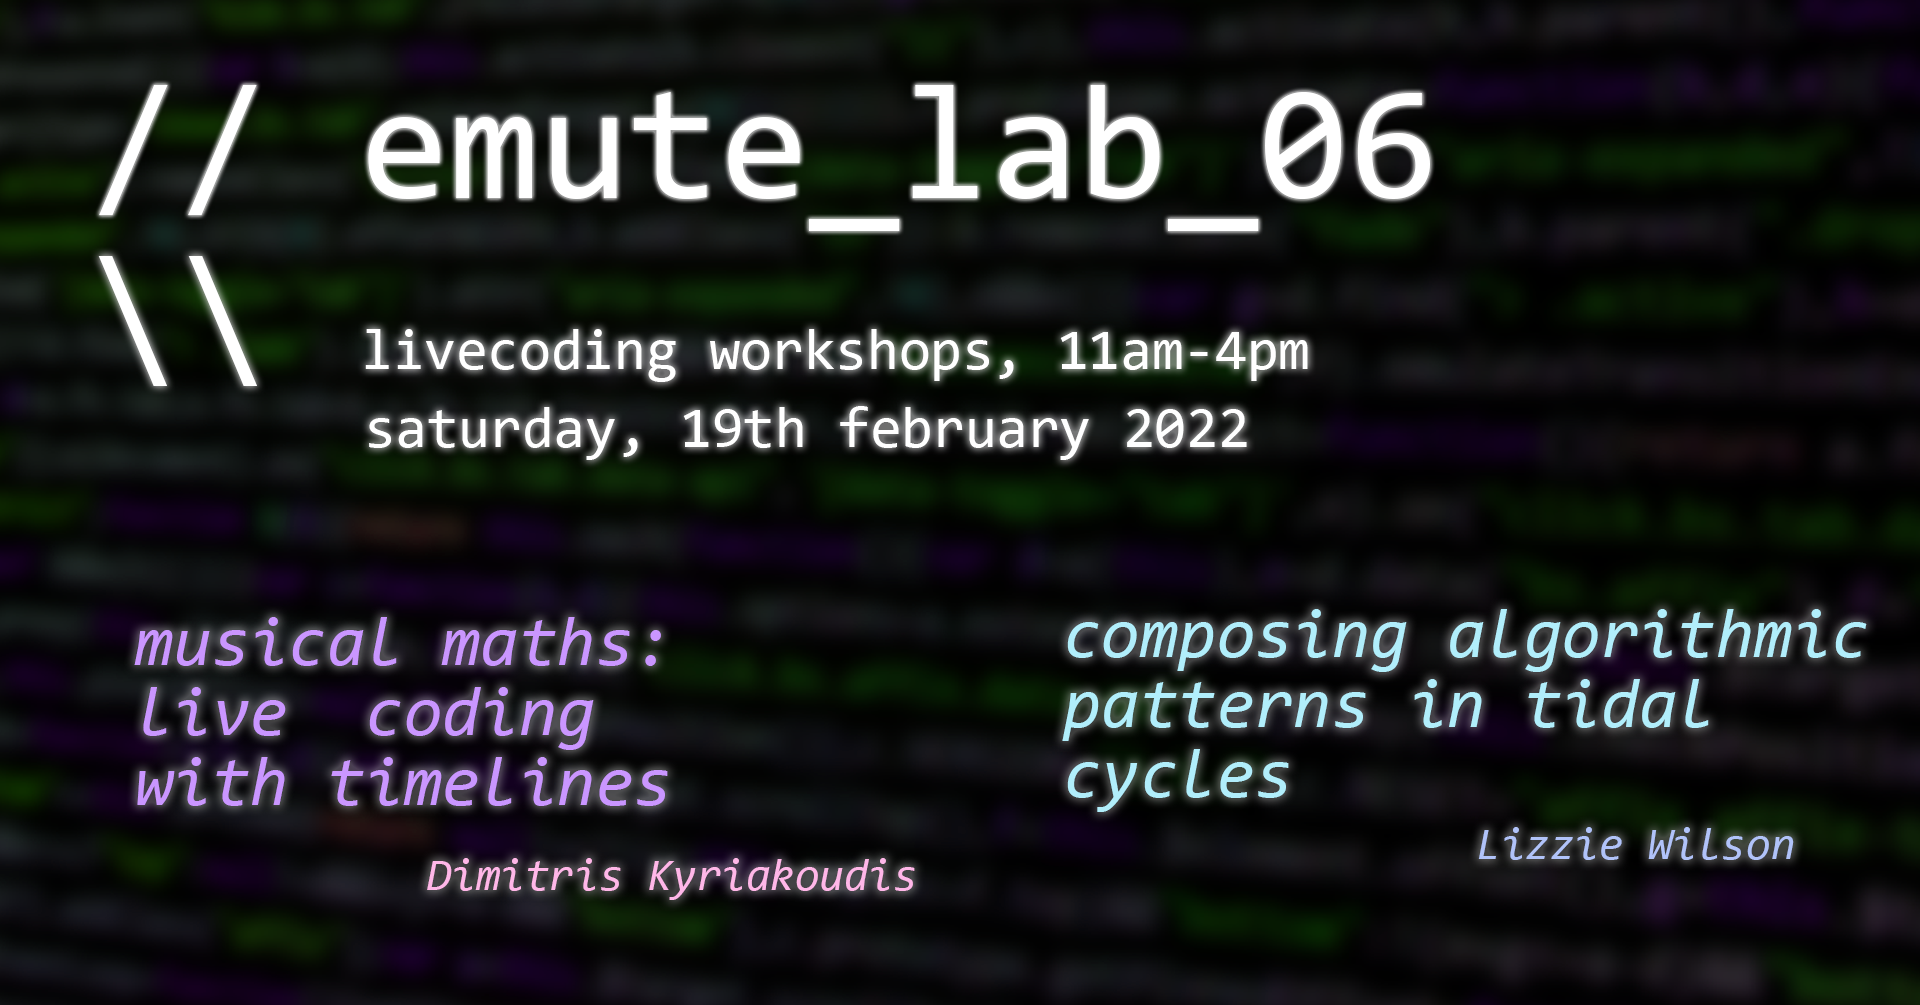 // emute_lab_06
\\
livecoding workshops, 11am-4pm
saturday, 19th february 2022
musical maths:
live coding
with timelines
Dimitris Kyriakoudis
composing algorithmic
patterns in tidal
cycles
Lizzie Wilson